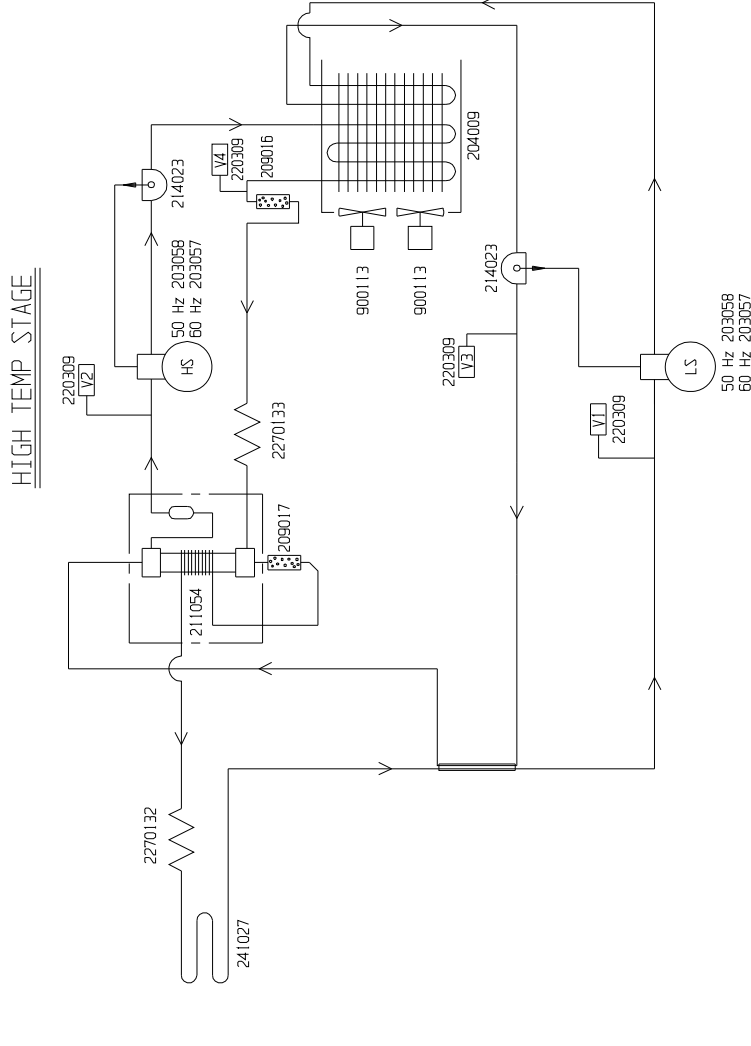 HIGH TEMP STAGE
220309
V2
50 Hz 203058
60 Hz 203057
HS
214023
V4
220309
209016
204009
900113
900113
2270133
209017
211054
214023
220309
V3
V1
220309
LS
50 Hz 203058
60 Hz 203057
2270132
241027